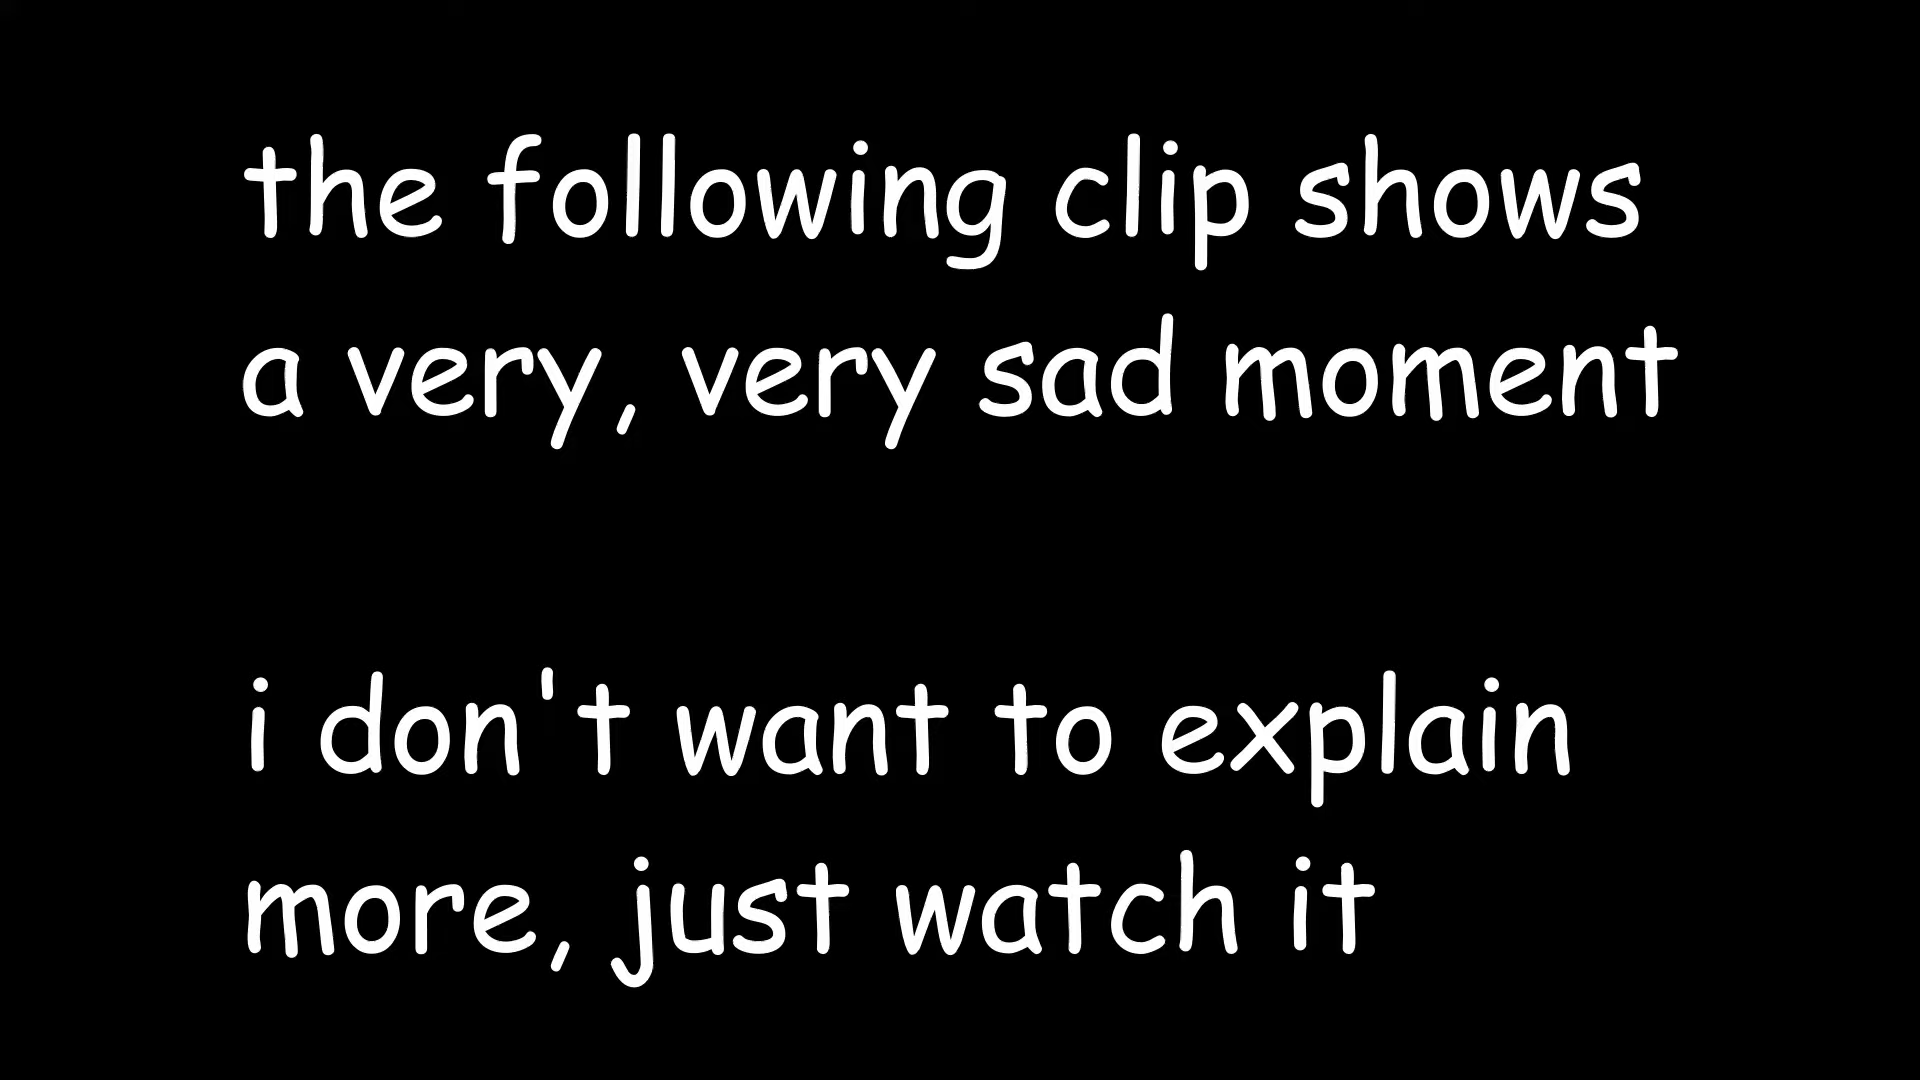 the following clip shows
a very, very sad moment
i don't want to explain
more, just watch it